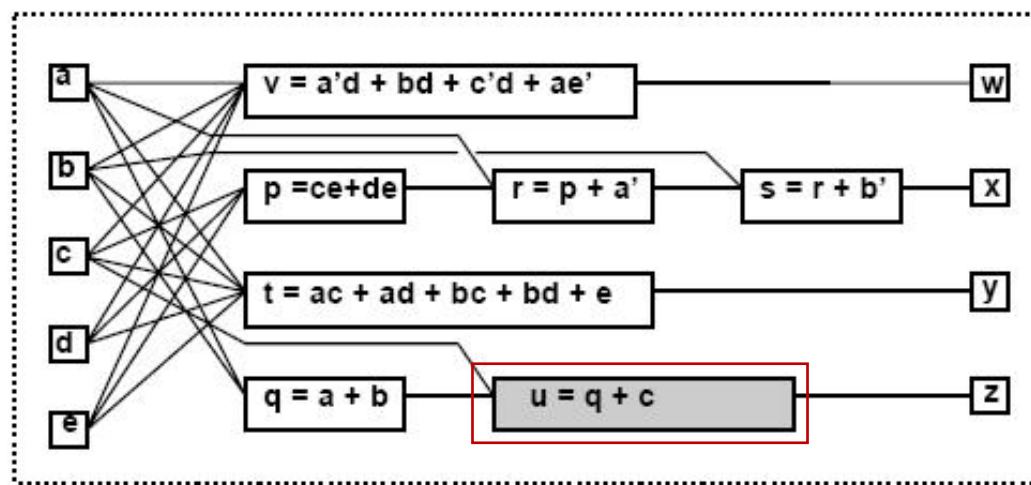 a
v = a'd + bd + c'd + ae'
w
b
p =ce+de
r = p + a'
s = r + b'
x
c
t = ac + ad + bc + bd + e
y
d
q = a + b
u = q + c
z
e